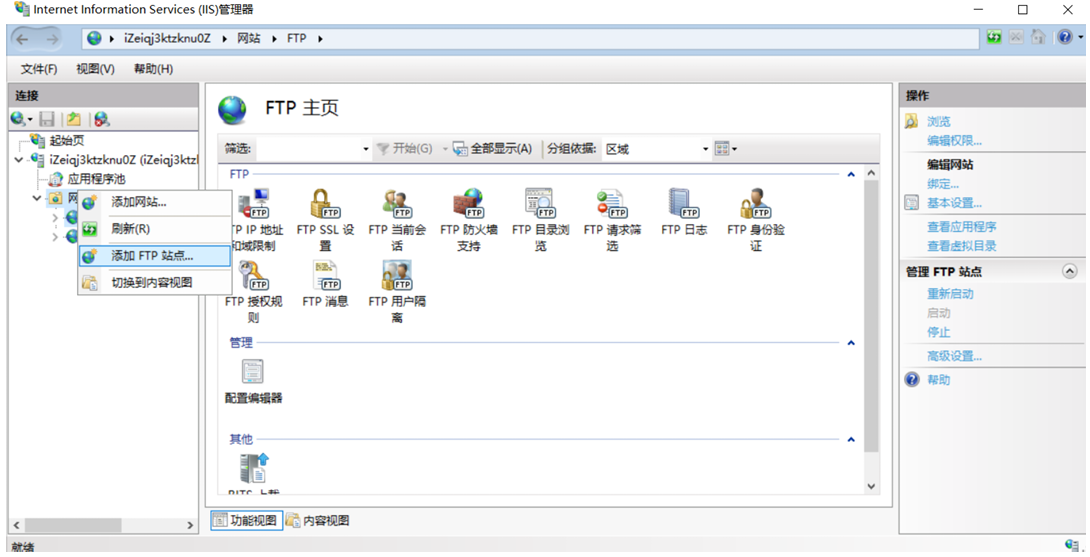 Internet Information Services (IIS)管理器
iZeiqj3ktzknu0Z
网站
FTP
文件(F)
视图(V)
帮助(H)
连接
起始页
iZeiqj3ktzknu0Z (iZeiqj3ktzl
应用程序池
添加网站...
刷新(R)
添加 FTP 站点...
切换到内容视图
FTP 主页
筛选:
开始(G)
全部显示(A)
分组依据:
区域
FTP
IP 地址
和域限制
FTP SSL 设
置
FTP 当前会
话
FTP 防火墙
支持
FTP 目录浏
览
FTP 请求筛
选
FTP 日志
FTP 身份验
证
FTP 授权规
则
FTP 消息
FTP 用户隔
离
管理
配置编辑器
其他
BITS 上载
功能视图
内容视图
操作
浏览
编辑权限...
编辑网站
绑定...
基本设置...
查看应用程序
查看虚拟目录
管理 FTP 站点
重新启动
启动
停止
高级设置...
帮助
就绪